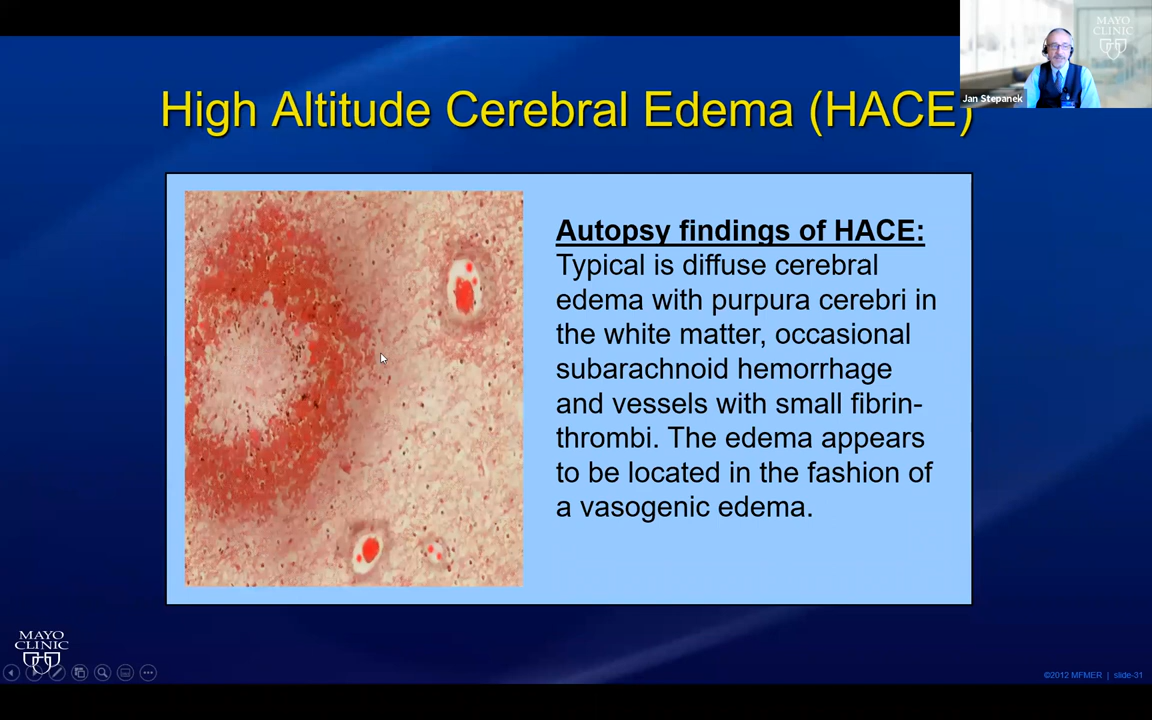 MAYO
CLINIC
Jan Stepanek
High Altitude Cerebral Edema (HACE)
Autopsy findings of HACE:
Typical is diffuse cerebral
edema with purpura cerebri in
the white matter, occasional
subarachnoid hemorrhage
and vessels with small fibrin-
thrombi. The edema appears
to be located in the fashion of
a vasogenic edema.
MAYO
CLINIC
©2012 MFMER | slide-31